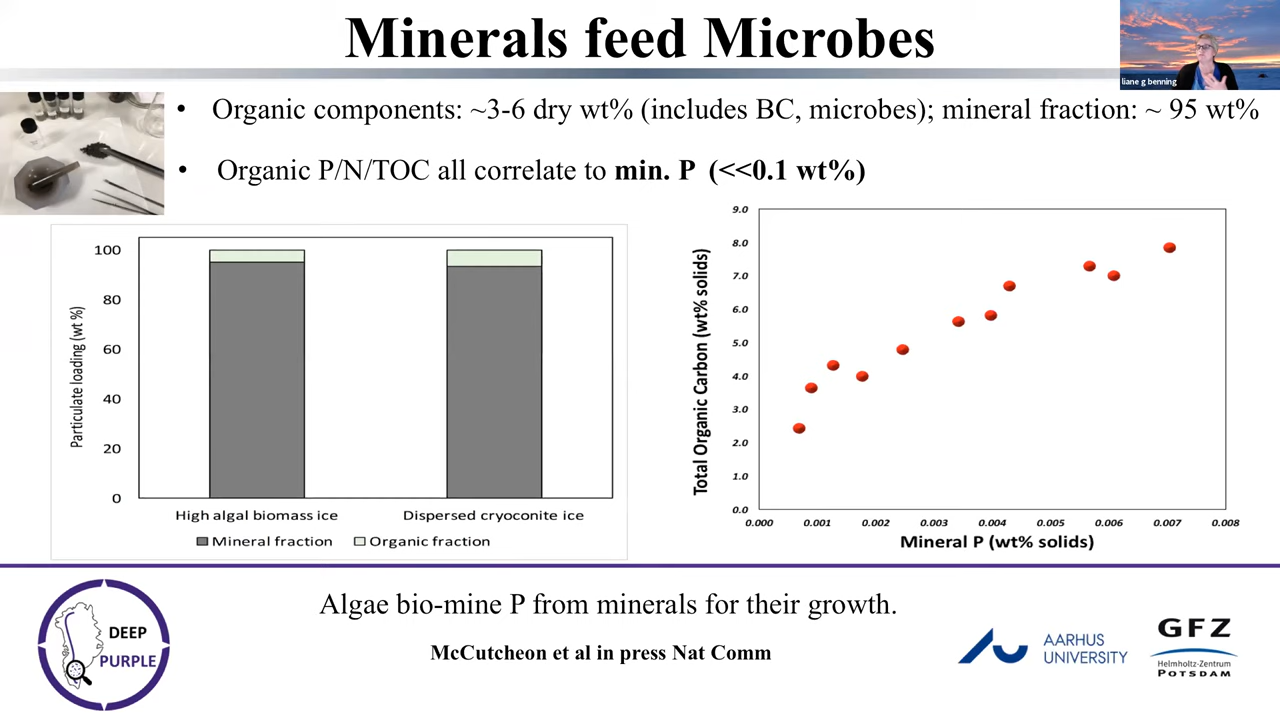 Minerals feed Microbes
liane g benning
• Organic components: ~3-6 dry wt% (includes BC, microbes); mineral fraction: ~ 95 wt%
• Organic P/N/TOC all correlate to min. P (<<0.1 wt%)
Particulate loading (wt %)
100
80
60
40
20
0
High algal biomass ice
Dispersed cryoconite ice
Mineral fraction
Organic fraction
Total Organic Carbon (wt% solids)
9.0
8.0
7.0
6.0
5.0
4.0
3.0
2.0
1.0
0.0
0.000 0.001 0.002 0.003 0.004 0.005 0.006 0.007 0.008
Mineral P (wt% solids)
DEEP
PURPLE
Algae bio-mine P from minerals for their growth.
McCutcheon et al in press Nat Comm
AARHUS
UNIVERSITY
GFZ
Helmholtz-Zentrum
POTSDAM